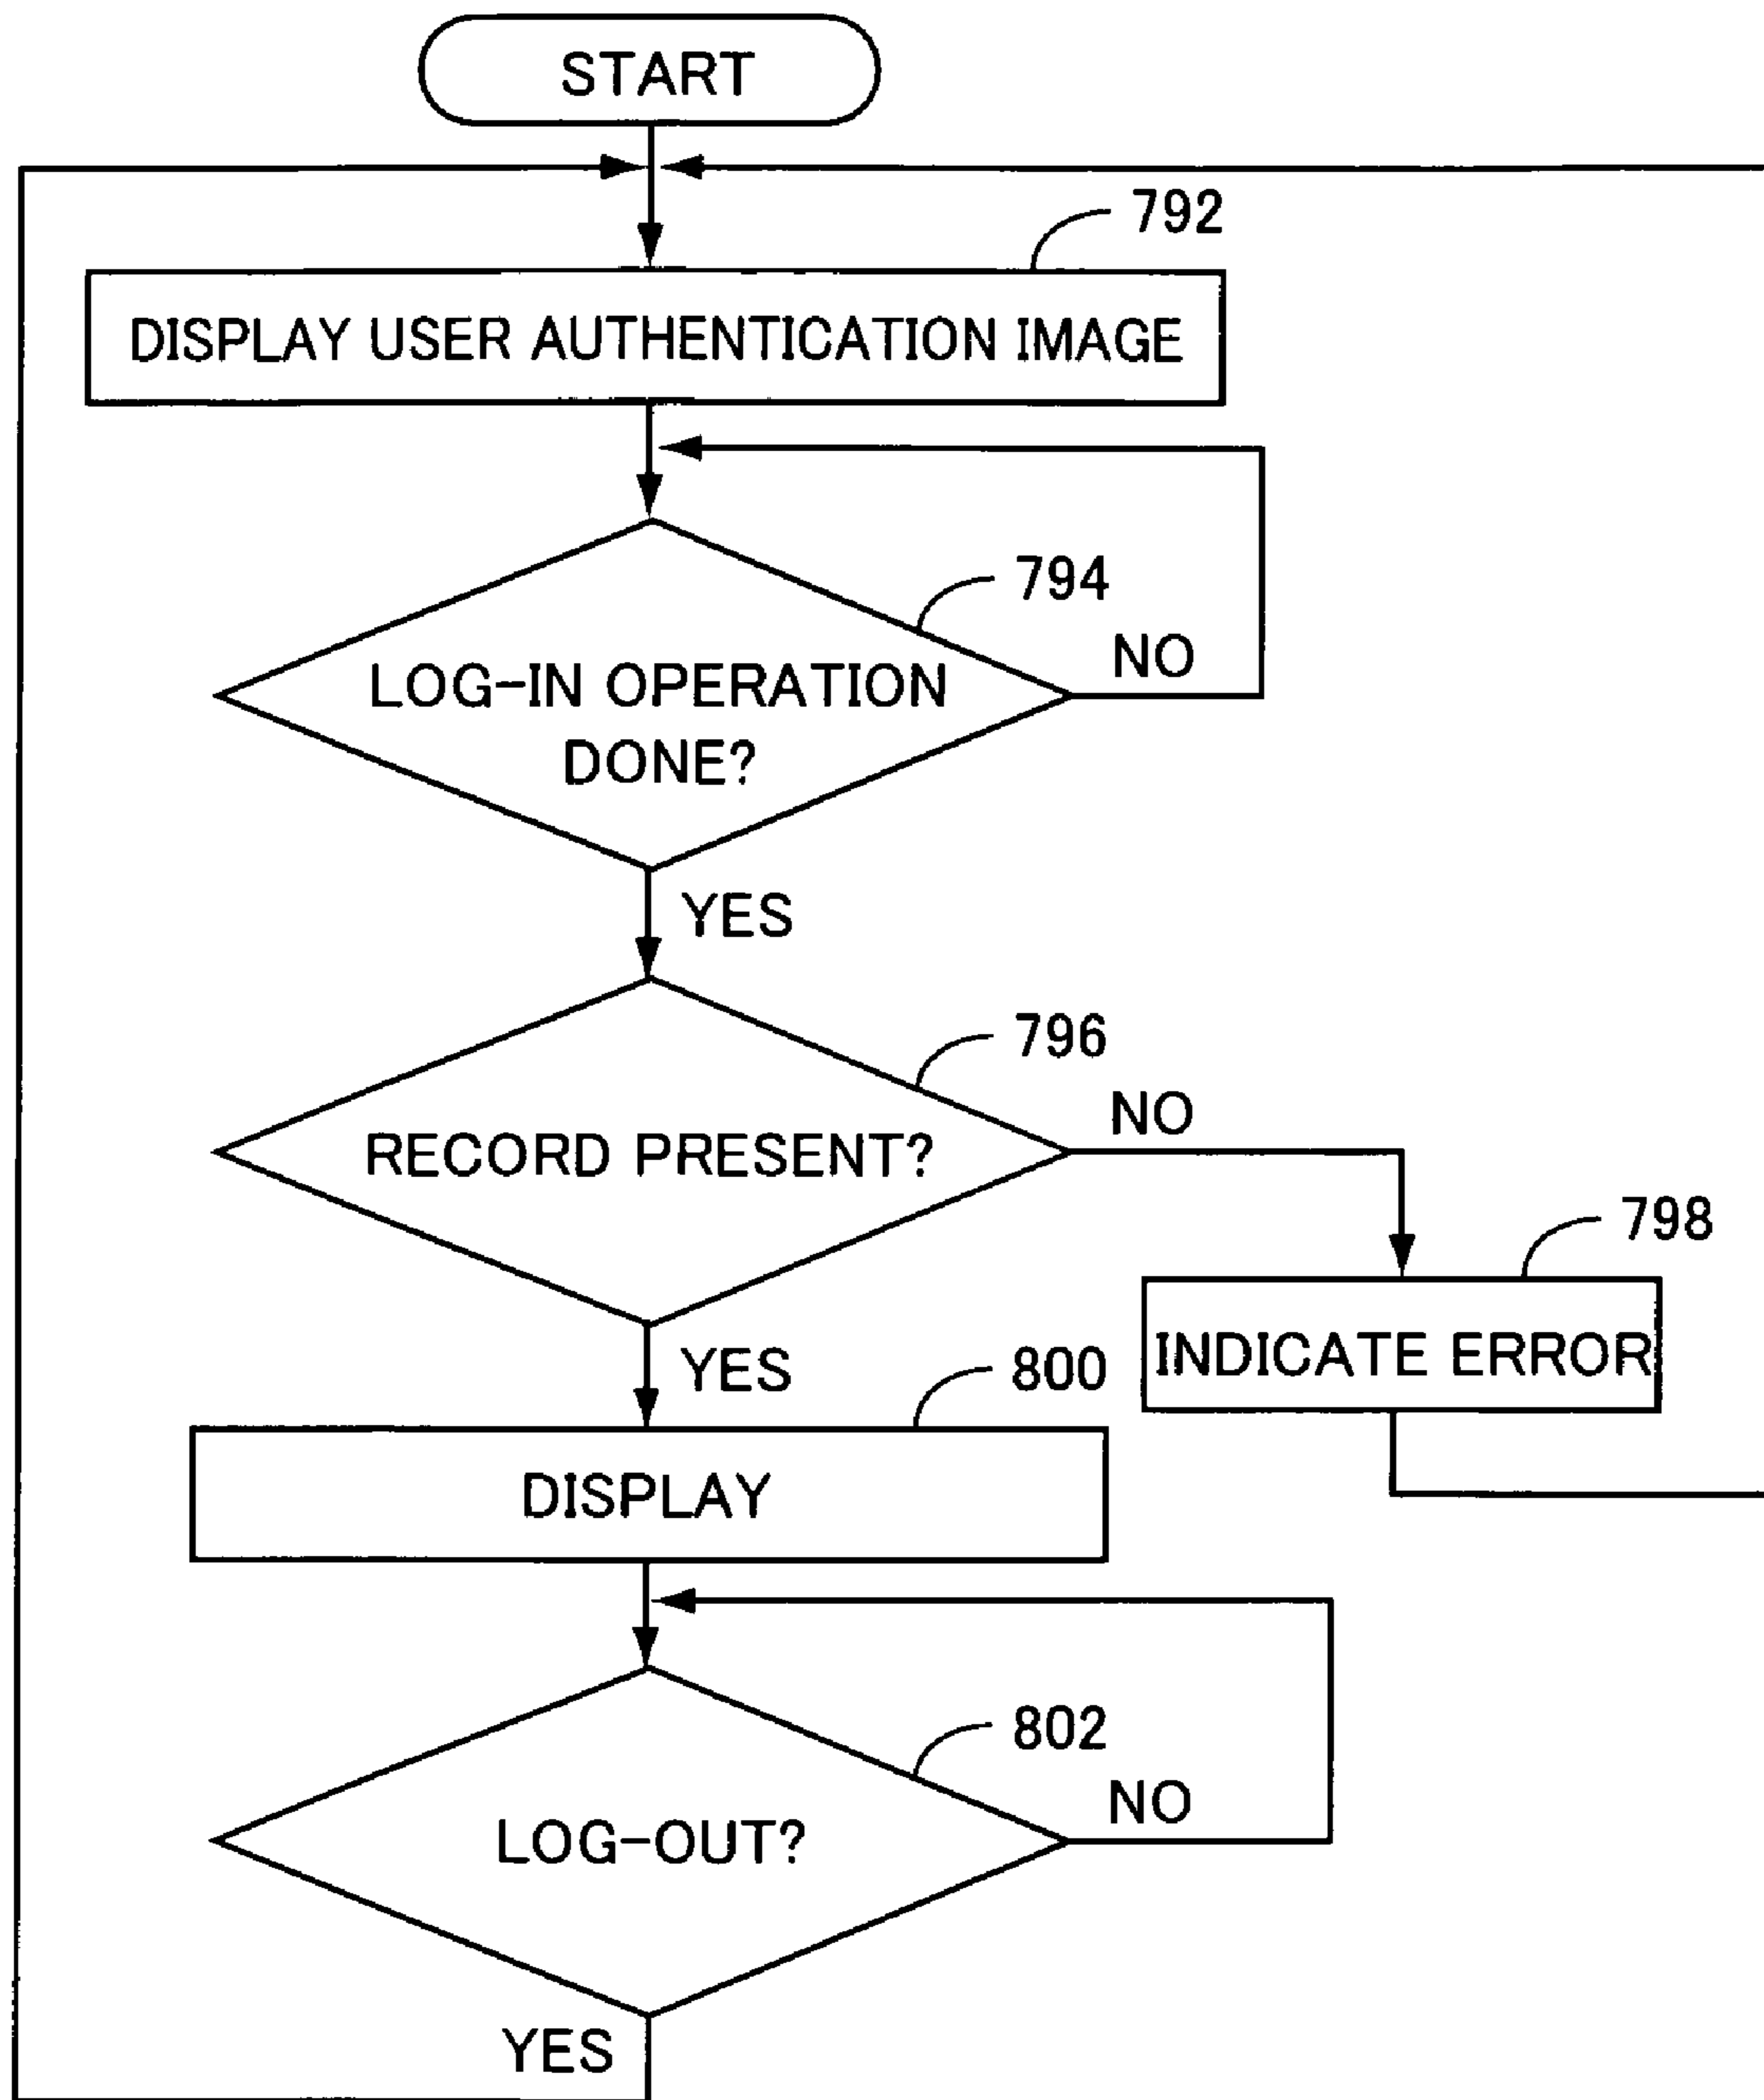 START
792
DISPLAY USER AUTHENTICATION IMAGE
794
NO
LOG-IN OPERATION
DONE?
YES
796
NO
RECORD PRESENT?
798
INDICATE ERROR
YES
800
DISPLAY
802
NO
LOG-OUT?
YES